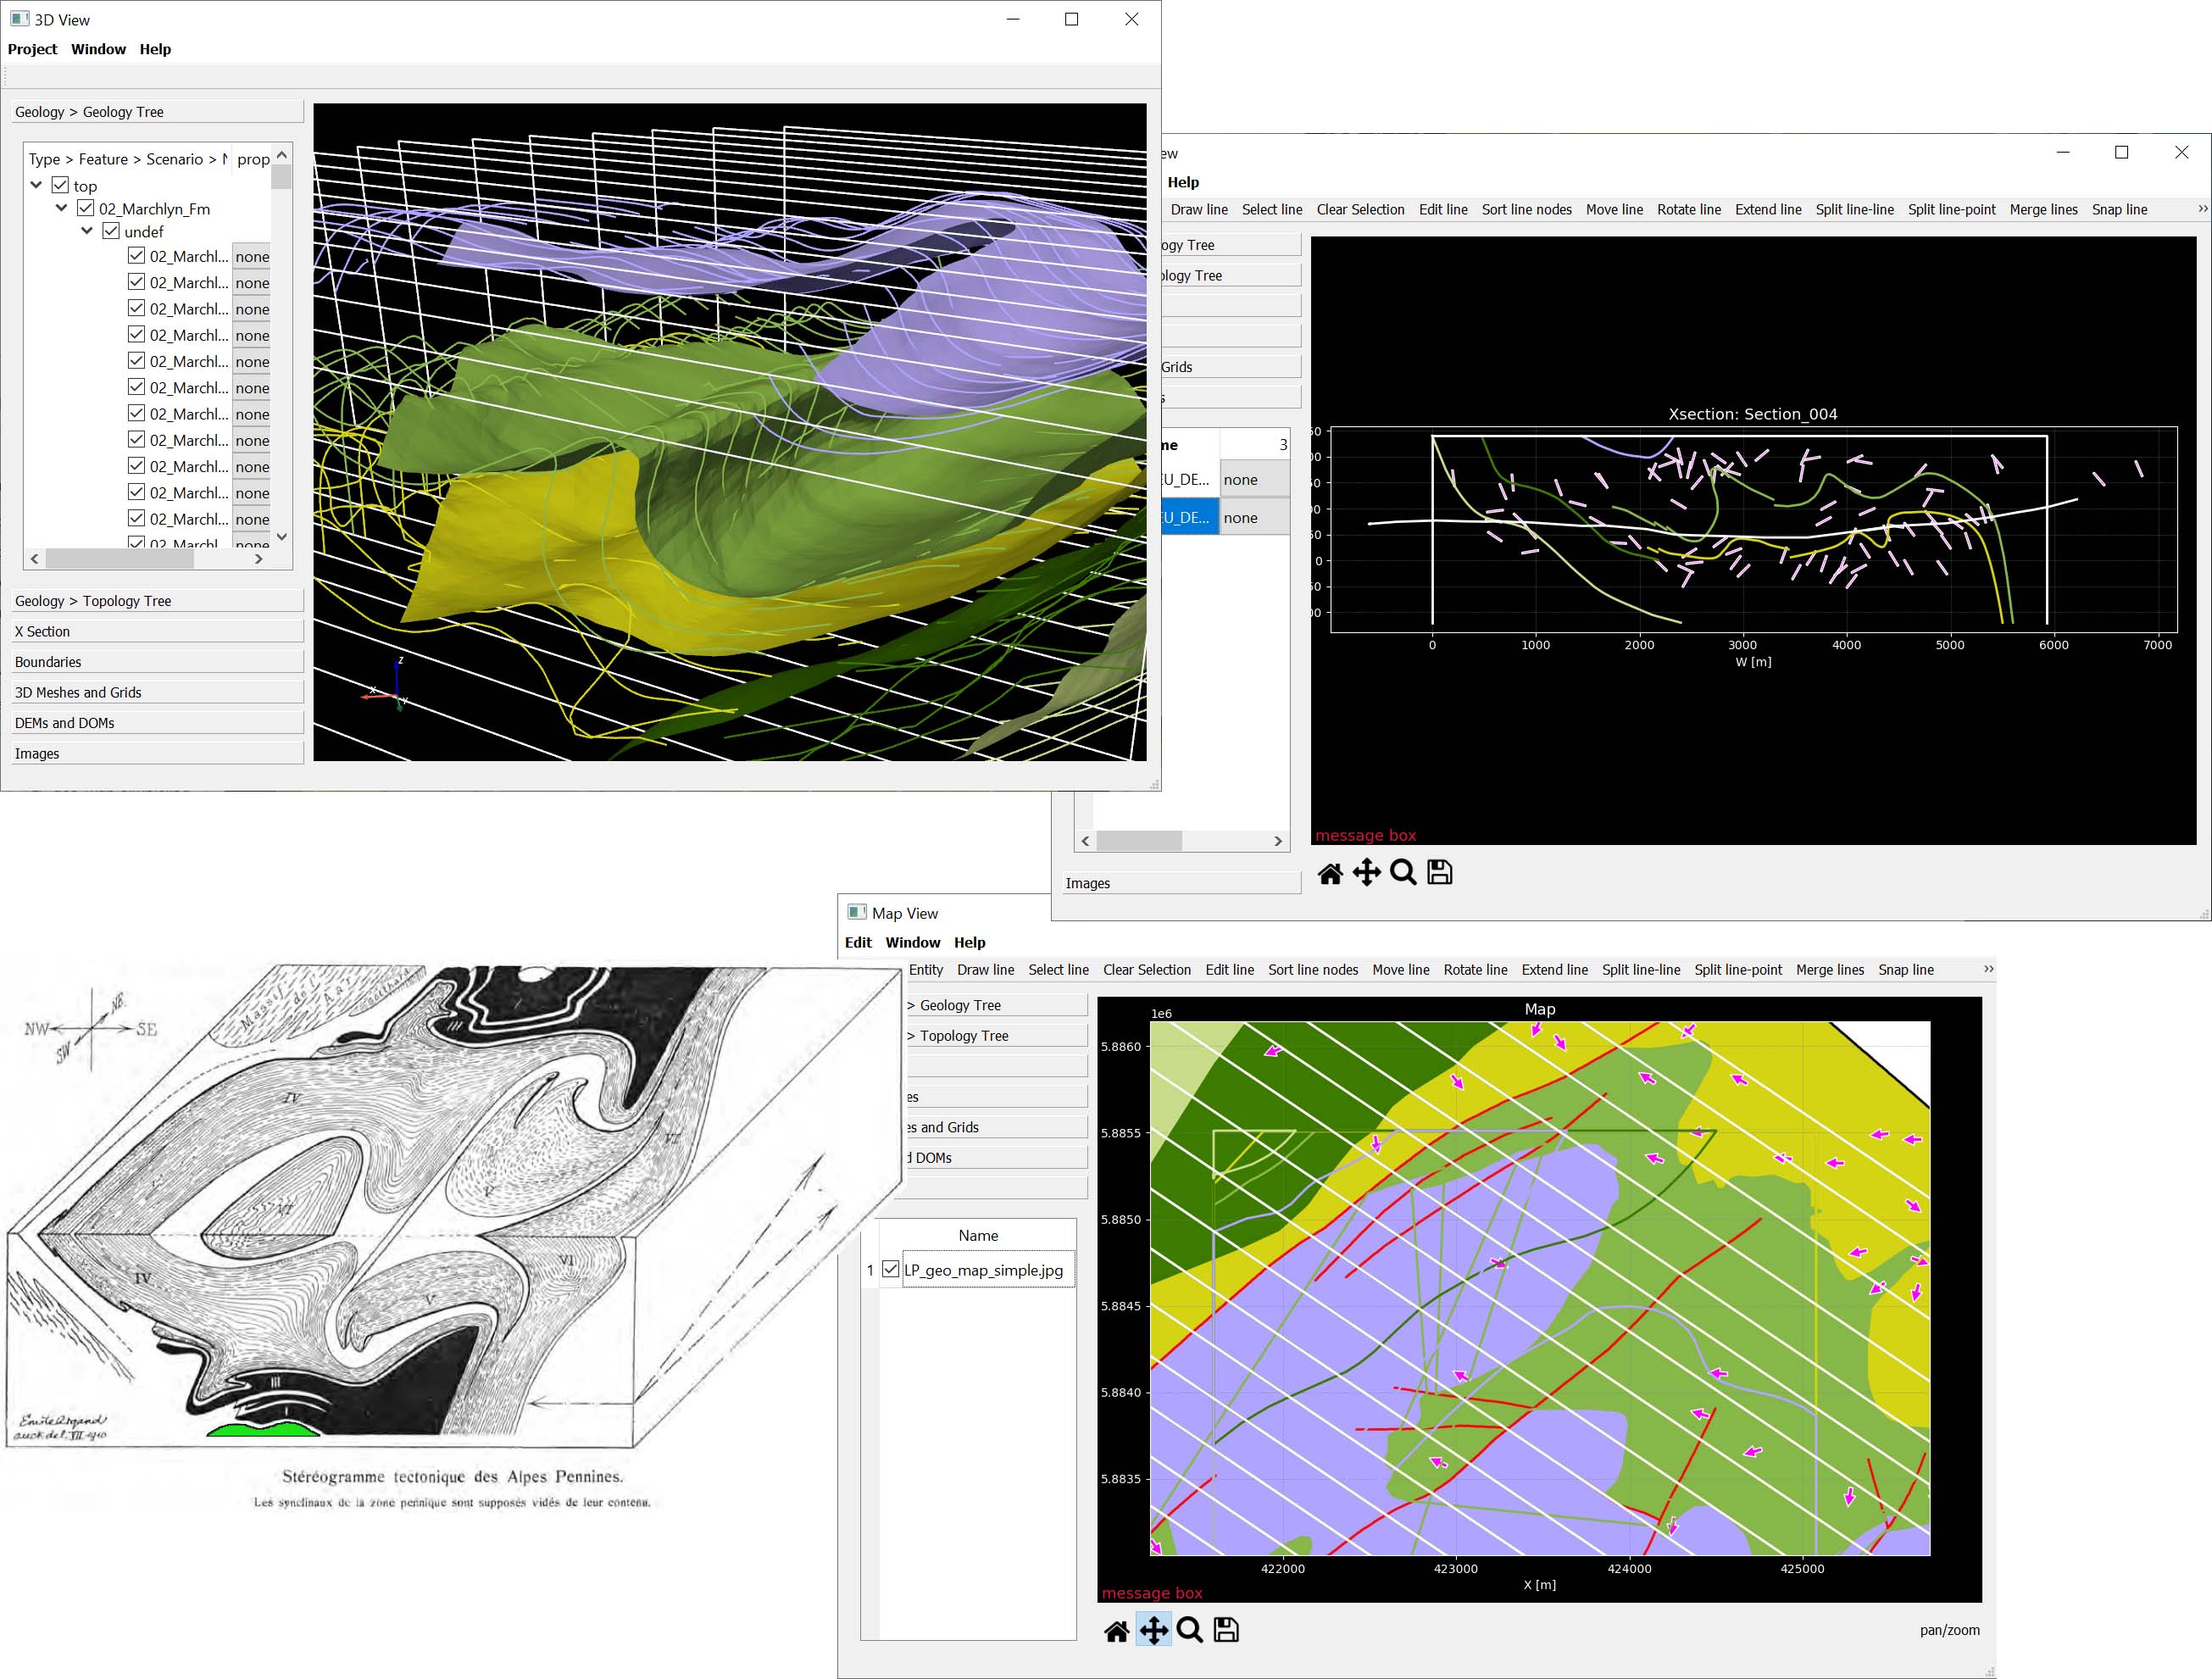 3D View
Project Window Help
Geology > Geology Tree
Type > Feature > Scenario > N prop
top
02_Marchlyn_Fm
undef
02_Marchl... none
02_Marchl... none
02_Marchl... none
02_Marchl... none
02_Marchl... none
02_Marchl... none
02_Marchl... none
02_Marchl... none
02_Marchl... none
02_Marchl... none
02_Marchl... none
02_Marchl none
Geology > Topology Tree
X Section
Boundaries
3D Meshes and Grids
DEMs and DOMs
Images
z
x
Y
ew
Help
Draw line Select line Clear Selection Edit line Sort line nodes Move line Rotate line Extend line Split line-line Split line-point Merge lines Snap line »
ogy Tree
ology Tree
Grids
s
me 3
EU_DE... none
EU_DE... none
Images
Xsection: Section_004
0 1000 2000 3000 4000 5000 6000 7000
W [m]
message box
Map View
Edit Window Help
Entity Draw line Select line Clear Selection Edit line Sort line nodes Move line Rotate line Extend line Split line-line Split line-point Merge lines Snap line »
> Geology Tree
> Topology Tree
es
es and Grids
d DOMs
Name
1 LP_geo_map_simple.jpg
Map
1e6
5.8860
5.8855
5.8850
5.8845
5.8840
5.8835
422000 423000 424000 425000
X [m]
message box
pan/zoom
NW SE
NE
SW
Massif de l'Aar
Gotthard
III
IV
V
VI
VII
IV
V
VI
III
I
Emile Argand
auct. del. VII-1910
Stéréogramme tectonique des Alpes Pennines.
Les synclinaux de la zone pennique sont supposés vidés de leur contenu.